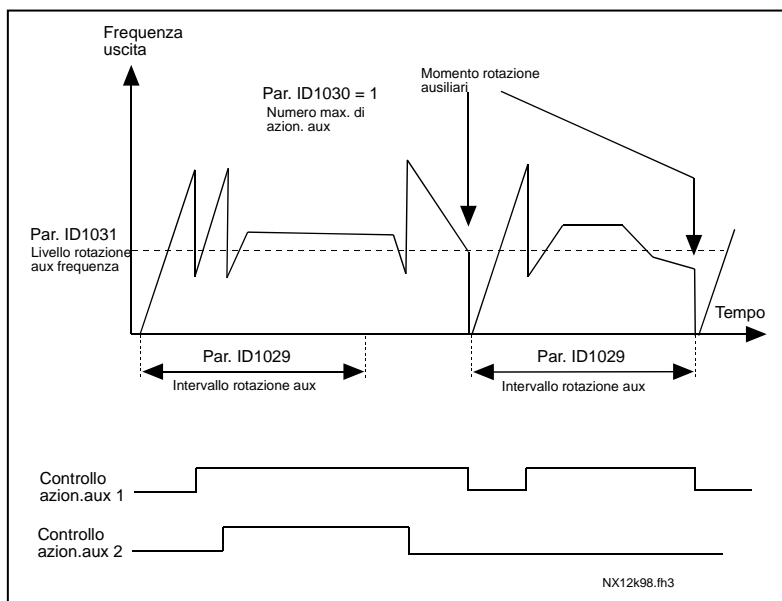 Frequenza
uscita
Par. ID1030 = 1
Numero max. di
azion. aux
Momento rotazione
ausiliari
Par. ID1031
Livello rotazione
aux frequenza
Tempo
Par. ID1029
Intervallo rotazione aux
Par. ID1029
Intervallo rotazione aux
Controllo
azion.aux 1
Controllo
azion.aux 2
NX12k98.fh3